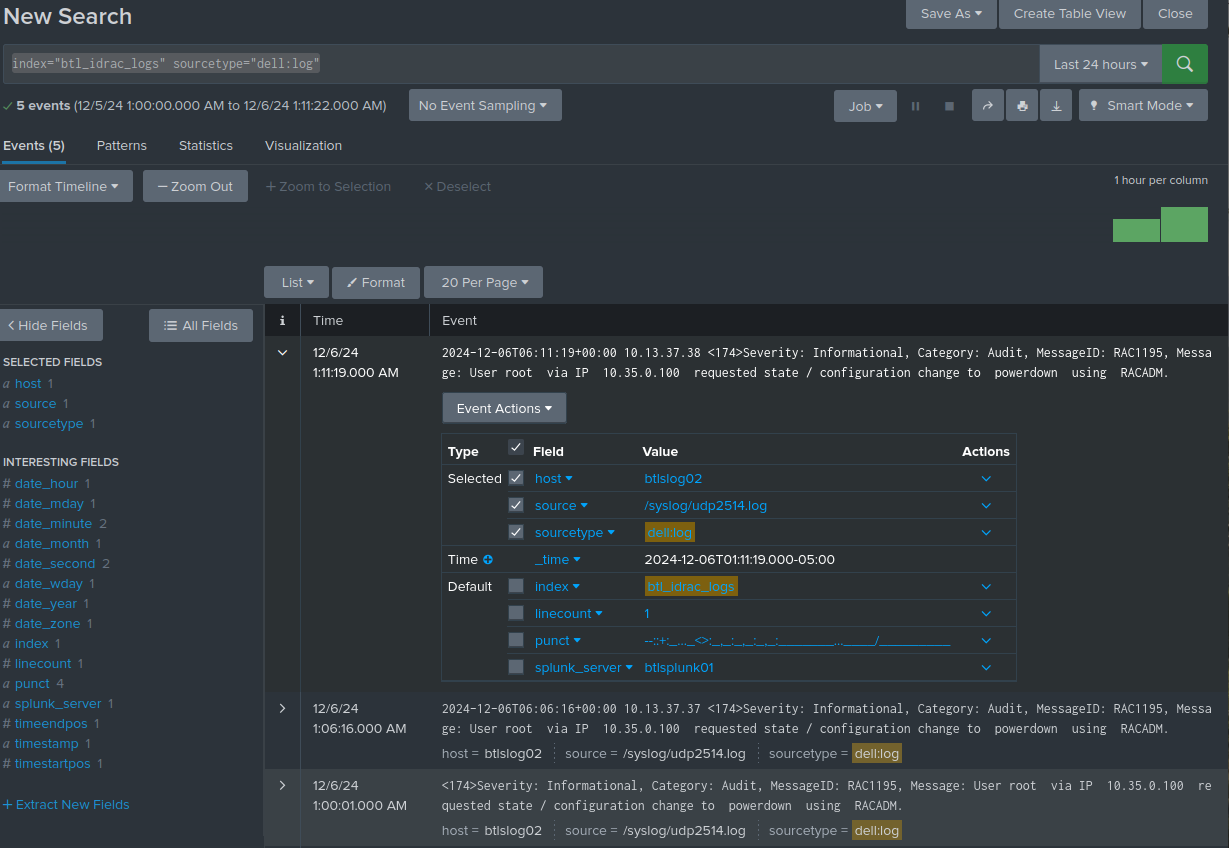 New Search
Save As
Create Table View
Close
index="btl_idrac_logs" sourcetype="dell:log"
Last 24 hours
5 events (12/5/24 1:00:00.000 AM to 12/6/24 1:11:22.000 AM)
No Event Sampling
Job
Smart Mode
Events (5)
Patterns
Statistics
Visualization
Format Timeline
— Zoom Out
+ Zoom to Selection
× Deselect
1 hour per column
List
Format
20 Per Page
< Hide Fields
All Fields
i
Time
Event
SELECTED FIELDS
a host 1
a source 1
a sourcetype 1
INTERESTING FIELDS
# date_hour 1
# date_mday 1
# date_minute 2
a date_month 1
# date_second 2
a date_wday 1
# date_year 1
# date_zone 1
a index 1
# linecount 1
a punct 4
a splunk_server 1
# timeendpos 1
a timestamp 1
# timestartpos 1
+ Extract New Fields
12/6/24
1:11:19.000 AM
2024-12-06T06:11:19+00:00 10.13.37.38 <174>Severity: Informational, Category: Audit, MessageID: RAC1195, Messa
ge: User root via IP 10.35.0.100 requested state / configuration change to powerdown using RACADM.
Event Actions
Type Field Value Actions
Selected host btlslog02
source /syslog/udp2514.log
sourcetype dell:log
Time _time 2024-12-06T01:11:19.000-05:00
Default index btl_idrac_logs
linecount 1
punct --::+:_..._<>:_,_:_,_:_,_:________..._____/__________
splunk_server btlsplunk01
12/6/24
1:06:16.000 AM
2024-12-06T06:06:16+00:00 10.13.37.37 <174>Severity: Informational, Category: Audit, MessageID: RAC1195, Messa
ge: User root via IP 10.35.0.100 requested state / configuration change to powerdown using RACADM.
host = btlslog02 source = /syslog/udp2514.log sourcetype = dell:log
12/6/24
1:00:01.000 AM
<174>Severity: Informational, Category: Audit, MessageID: RAC1195, Message: User root via IP 10.35.0.100 re
quested state / configuration change to powerdown using RACADM.
host = btlslog02 source = /syslog/udp2514.log sourcetype = dell:log